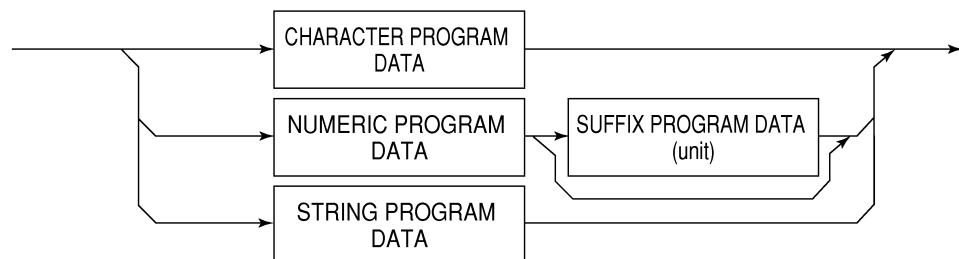 CHARACTER PROGRAM
DATA
NUMERIC PROGRAM
DATA
SUFFIX PROGRAM DATA
(unit)
STRING PROGRAM
DATA